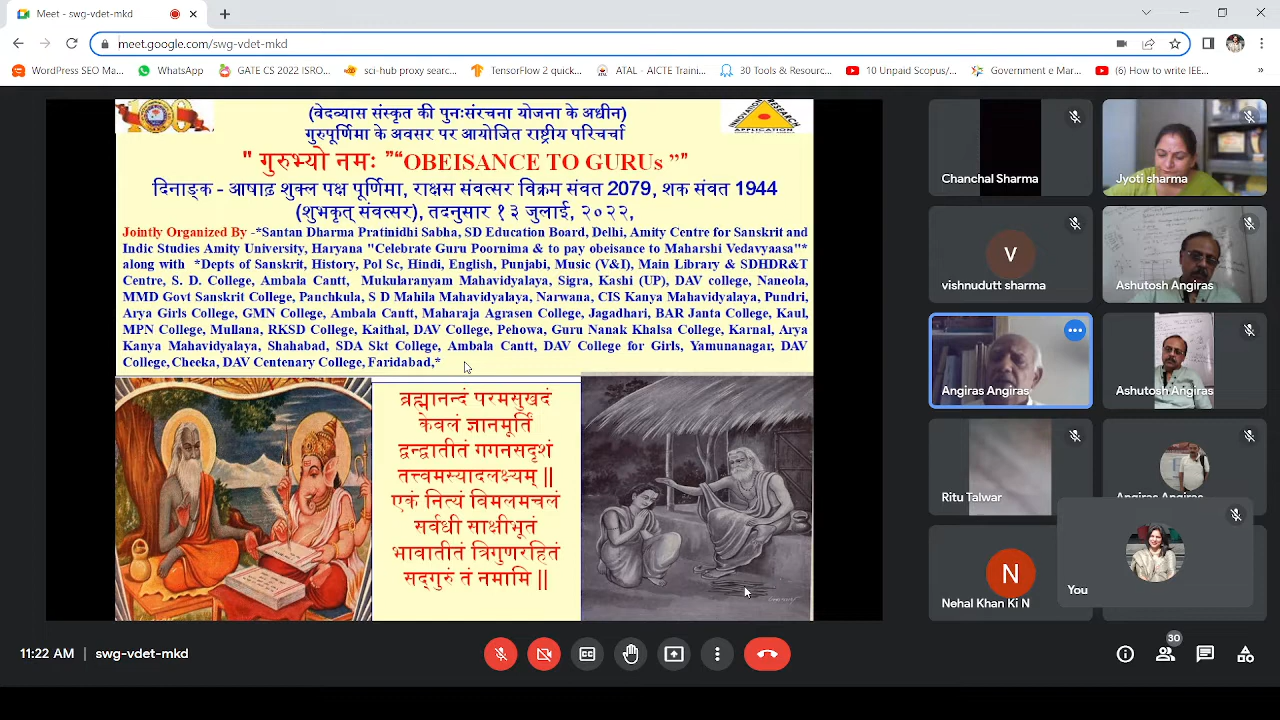 Meet - swg-vdet-mkd
meet.google.com/swg-vdet-mkd
WordPress SEO Ma...
WhatsApp
GATE CS 2022 ISRO...
sci-hub proxy searc...
TensorFlow 2 quick...
ATAL - AICTE Traini...
30 Tools & Resourc...
10 Unpaid Scopus/...
Government e Mar...
(6) How to write IEE...
(वेदव्यास संस्कृत की पुनःसंरचना योजना के अधीन)
गुरुपूर्णिमा के अवसर पर आयोजित राष्ट्रीय परिचर्चा
" गुरुभ्यो नमः ”“OBEISANCE TO GURUs ”"
दिनाङ्क - आषाढ़ शुक्ल पक्ष पूर्णिमा, राक्षस संवत्सर विक्रम संवत 2079, शक संवत 1944
(शुभकृत् संवत्सर), तदनुसार १३ जुलाई, २०२२,
Jointly Organized By -*Santan Dharma Pratinidhi Sabha, SD Education Board, Delhi, Amity Centre for Sanskrit and
Indic Studies Amity University, Haryana "Celebrate Guru Poornima & to pay obeisance to Maharshi Vedavyaasa"*
along with *Depts of Sanskrit, History, Pol Sc, Hindi, English, Punjabi, Music (V&I), Main Library & SDHDR&T
Centre, S. D. College, Ambala Cantt, Mukularanyam Mahavidyalaya, Sigra, Kashi (UP), DAV college, Naneola,
MMD Govt Sanskrit College, Panchkula, S D Mahila Mahavidyalaya, Narwana, CIS Kanya Mahavidyalaya, Pundri,
Arya Girls College, GMN College, Ambala Cantt, Maharaja Agrasen College, Jagadhari, BAR Janta College, Kaul,
MPN College, Mullana, RKSD College, Kaithal, DAV College, Pehowa, Guru Nanak Khalsa College, Karnal, Arya
Kanya Mahavidyalaya, Shahabad, SDA Skt College, Ambala Cantt, DAV College for Girls, Yamunanagar, DAV
College, Cheeka, DAV Centenary College, Faridabad,*
APPLICATION
ब्रह्मानन्दं परमसुखदं
केवलं ज्ञानमूर्तिं
द्वन्द्वातीतं गगनसदृशं
तत्त्वमस्यादलक्ष्यम् ||
एकं नित्यं विमलमचलं
सर्वधी साक्षीभूतं
भावातीतं त्रिगुणरहितं
सद्गुरुं तं नमामि ||
Chanchal Sharma
Jyoti sharma
V
vishnudutt sharma
Ashutosh Angiras
Angiras Angiras
Ashutosh Angiras
Ritu Talwar
Angiras Angiras
N
Nehal Khan Ki N
You
11:22 AM | swg-vdet-mkd
30